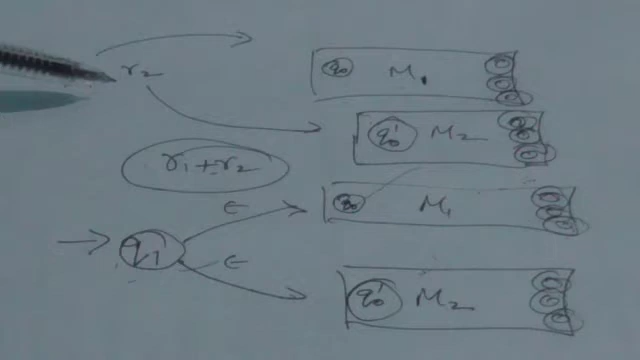 q₀ M₁
r₂
q₀' M₂
r₁ + r₂
q₀ M₁
ε
q₁
ε
q₀' M₂